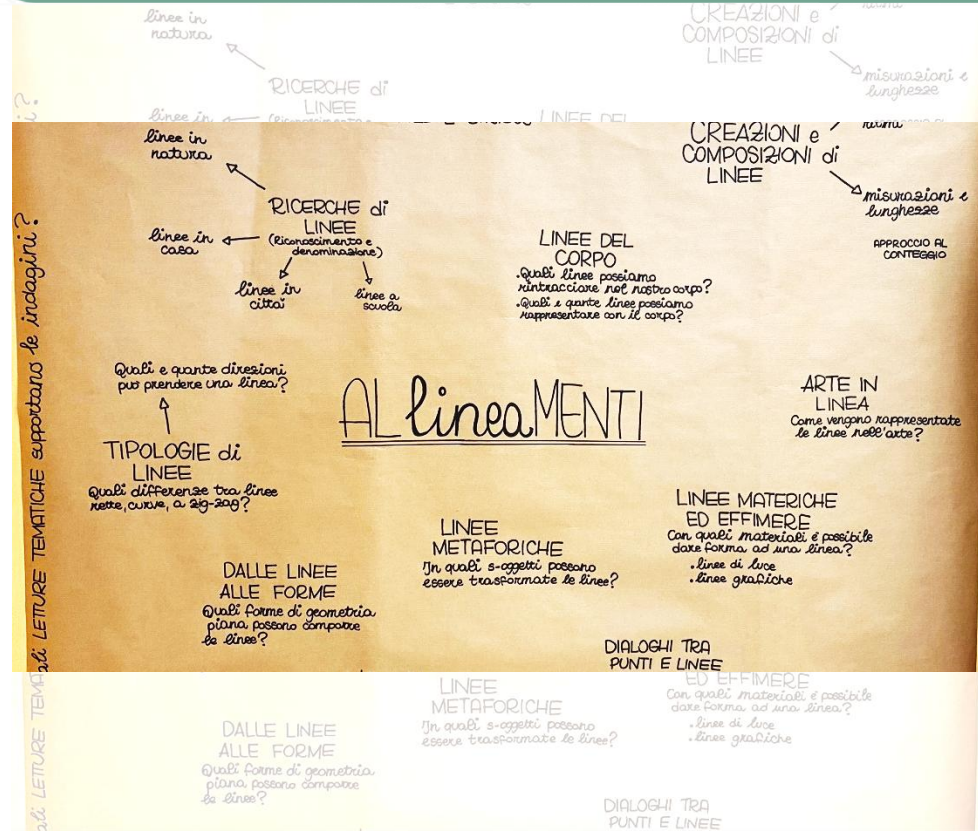 linee in
natura
RICERCHE di
LINEE
linee in
CREAZIONI e
COMPOSIZIONI di
LINEE
misurazioni e
lunghezze
LINEE DEL
linee in
natura
RICERCHE di
LINEE
(Riconoscimento e
denominazione)
linee in
casa
linee in
città
linee a
scuola
LINEE DEL
CORPO
•Quali linee possiamo
rintracciare nel nostro corpo?
•Quali e quante linee possiamo
rappresentare con il corpo?
CREAZIONI e
COMPOSIZIONI di
LINEE
ritmi
misurazioni e
lunghezze
APPROCCIO AL
CONTEGGIO
LETTURE TEMATICHE supportano le indagini?
Quali e quante direzioni
può prendere una linea?
TIPOLOGIE di
LINEE
Quali differenze tra linee
rette, curve, a zig-zag?
ALlineaMENTI
ARTE IN
LINEA
Come vengono rappresentate
le linee nell'arte?
DALLE LINEE
ALLE FORME
Quali forme di geometria
piana possono comporre
le linee?
LINEE
METAFORICHE
In quali s-oggetti possono
essere trasformate le linee?
LINEE MATERICHE
ED EFFIMERE
Con quali materiali è possibile
dare forma ad una linea?
•linee di luce
•linee grafiche
DIALOGHI TRA
PUNTI E LINEE
LINEE
METAFORICHE
In quali s-oggetti possono
essere trasformate le linee?
ED EFFIMERE
Con quali materiali è possibile
dare forma ad una linea?
•linee di luce
•linee grafiche
DALLE LINEE
ALLE FORME
Quali forme di geometria
piana possono comporre
le linee?
DIALOGHI TRA
PUNTI E LINEE